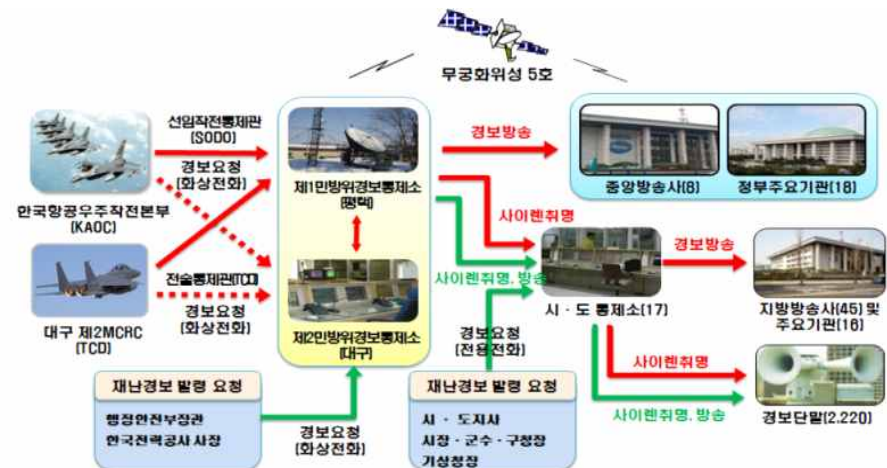 무궁화위성 5호
선임작전통제관
(SODO)
경보요청
(화상전화)
한국항공우주작전본부
(KAOC)
전술통제관(TCD)
경보요청
(화상전화)
대구 제2MCRC
(TCD)
제1민방위경보통제소
(평택)
제2민방위경보통제소
(대구)
경보방송
중앙방송사(8)
정부주요기관(18)
사이렌취명
사이렌취명, 방송
경보요청
(전용전화)
시 · 도 통제소(17)
경보방송
지방방송사(45) 및
주요기관(16)
사이렌취명
사이렌취명, 방송
경보단말(2,220)
재난경보 발령 요청
행정안전부장관
한국전력공사 사장
경보요청
(화상전화)
재난경보 발령 요청
시 · 도지사
시장 · 군수 · 구청장
기상청장